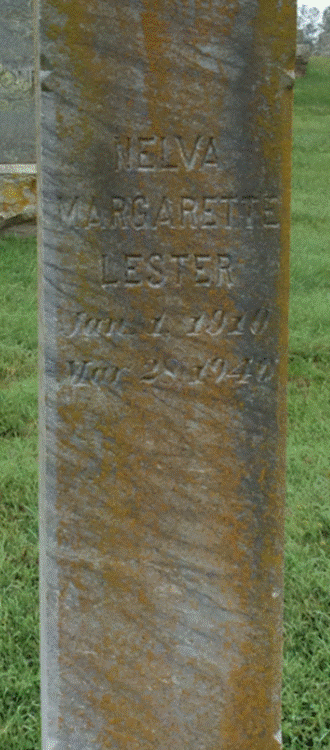 NELVA
MARGARETTE
LESTER
Jan. 1, 1910
Mar 28 1940